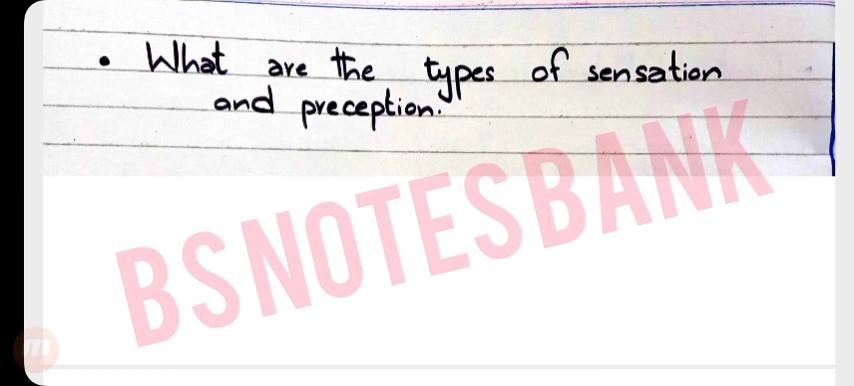 • What are the types of sensation
and preception.
BSNOTESBANK
m